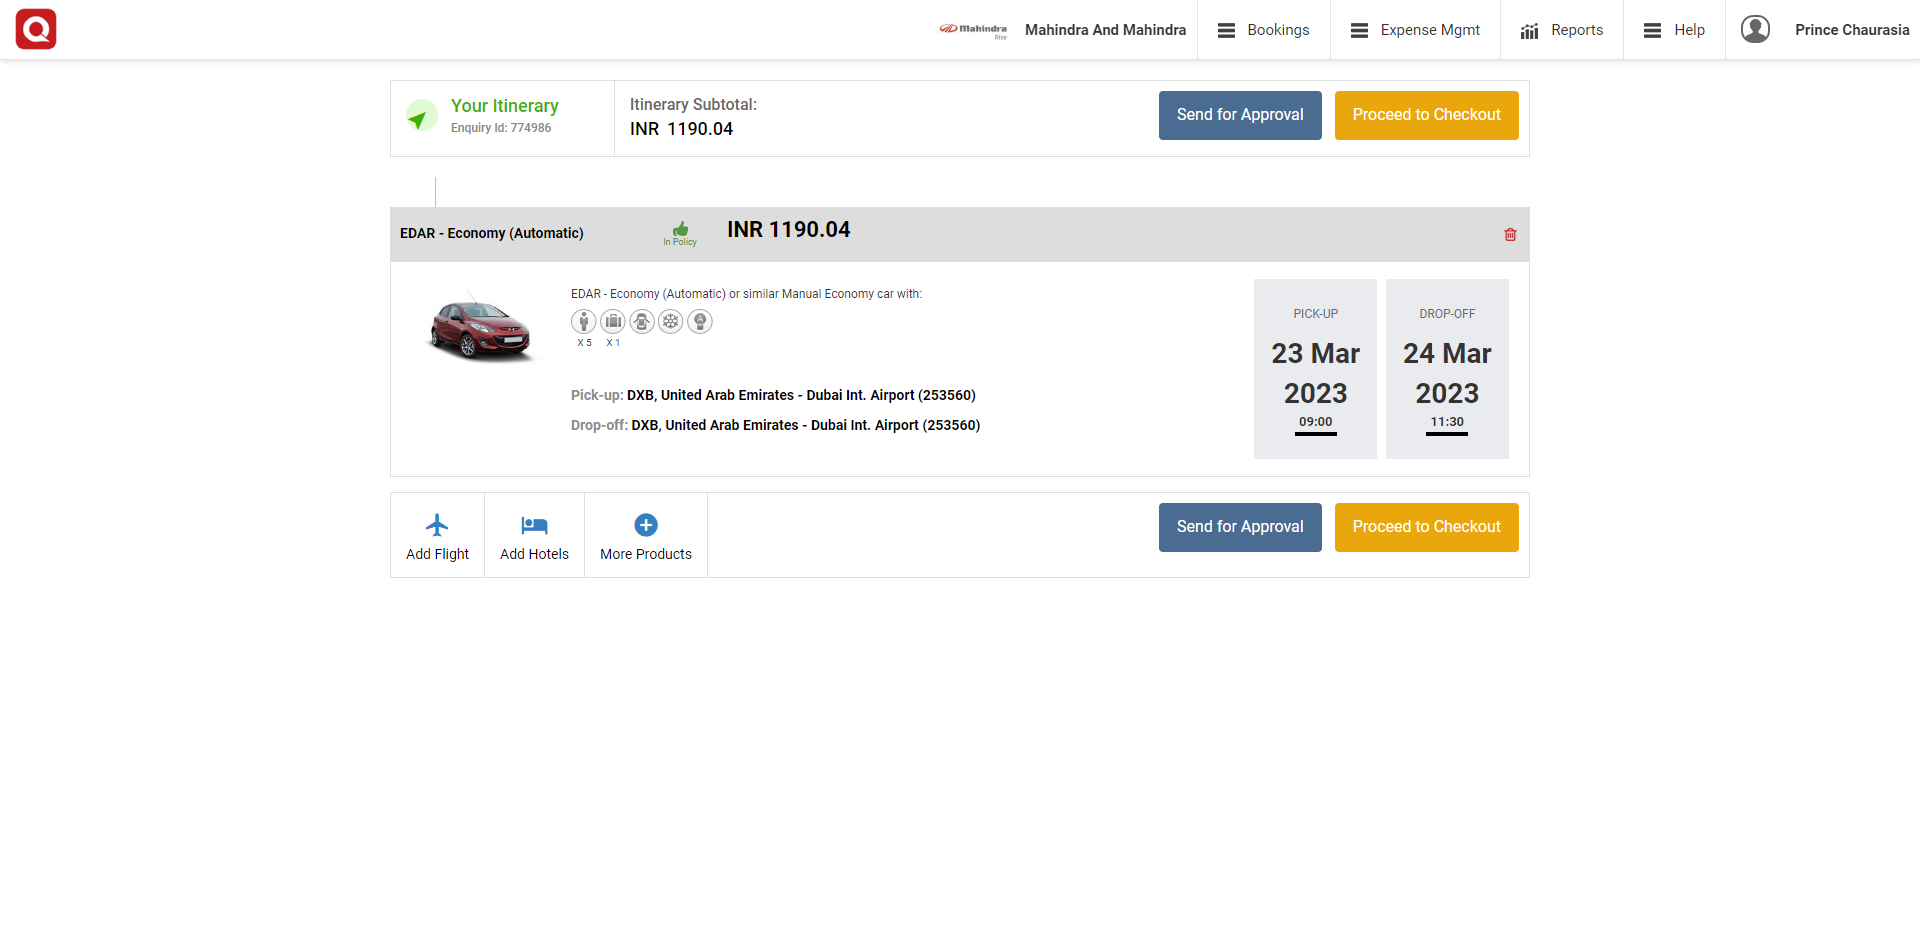 Mahindra
Rise
Mahindra And Mahindra
Bookings
Expense Mgmt
Reports
Help
Prince Chaurasia
Your Itinerary
Enquiry Id: 774986
Itinerary Subtotal:
INR 1190.04
Send for Approval
Proceed to Checkout
EDAR - Economy (Automatic)
In Policy
INR 1190.04
EDAR - Economy (Automatic) or similar Manual Economy car with:
X 5
X 1
Pick-up: DXB, United Arab Emirates - Dubai Int. Airport (253560)
Drop-off: DXB, United Arab Emirates - Dubai Int. Airport (253560)
PICK-UP
23 Mar
2023
09:00
DROP-OFF
24 Mar
2023
11:30
Add Flight
Add Hotels
More Products
Send for Approval
Proceed to Checkout